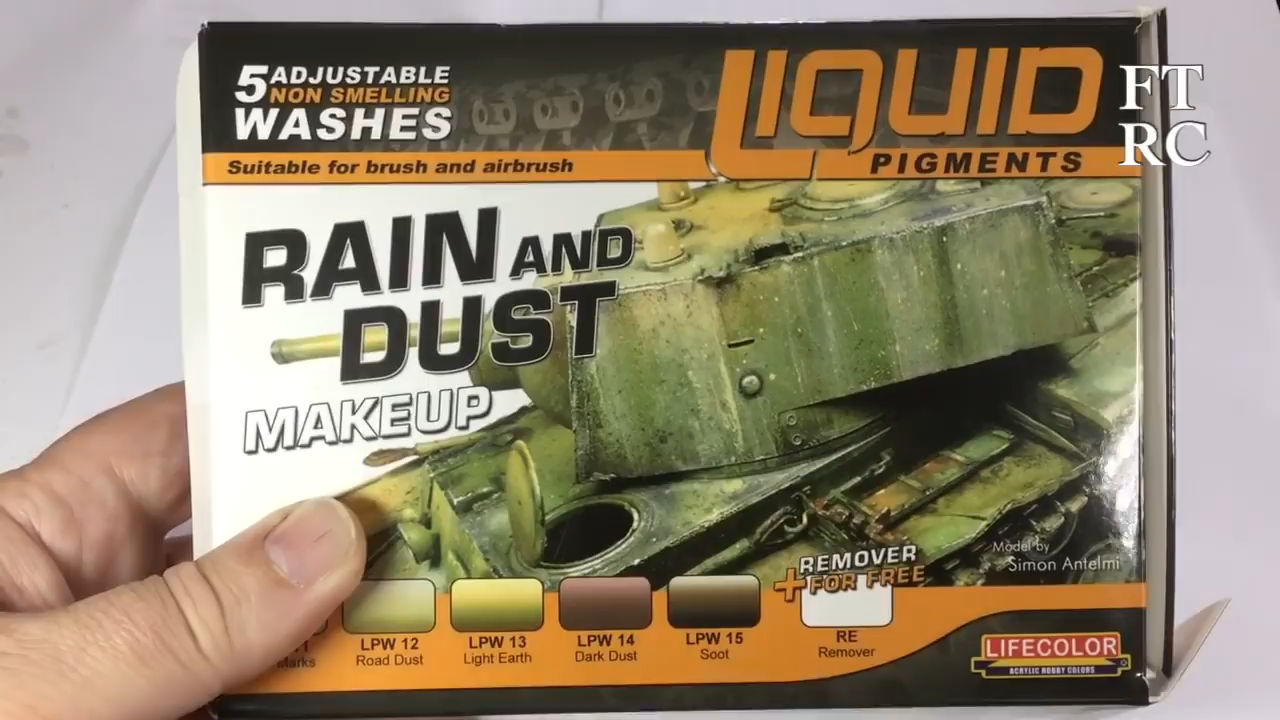 5 ADJUSTABLE
NON SMELLING
WASHES
LIQUID
PIGMENTS
FT
RC
Suitable for brush and airbrush
RAIN AND
DUST
MAKEUP
Model by
Simon Antelmi
REMOVER
+FOR FREE
LPW 12
Road Dust
LPW 13
Light Earth
LPW 14
Dark Dust
LPW 15
Soot
RE
Remover
LIFECOLOR
ACRYLIC HOBBY COLORS